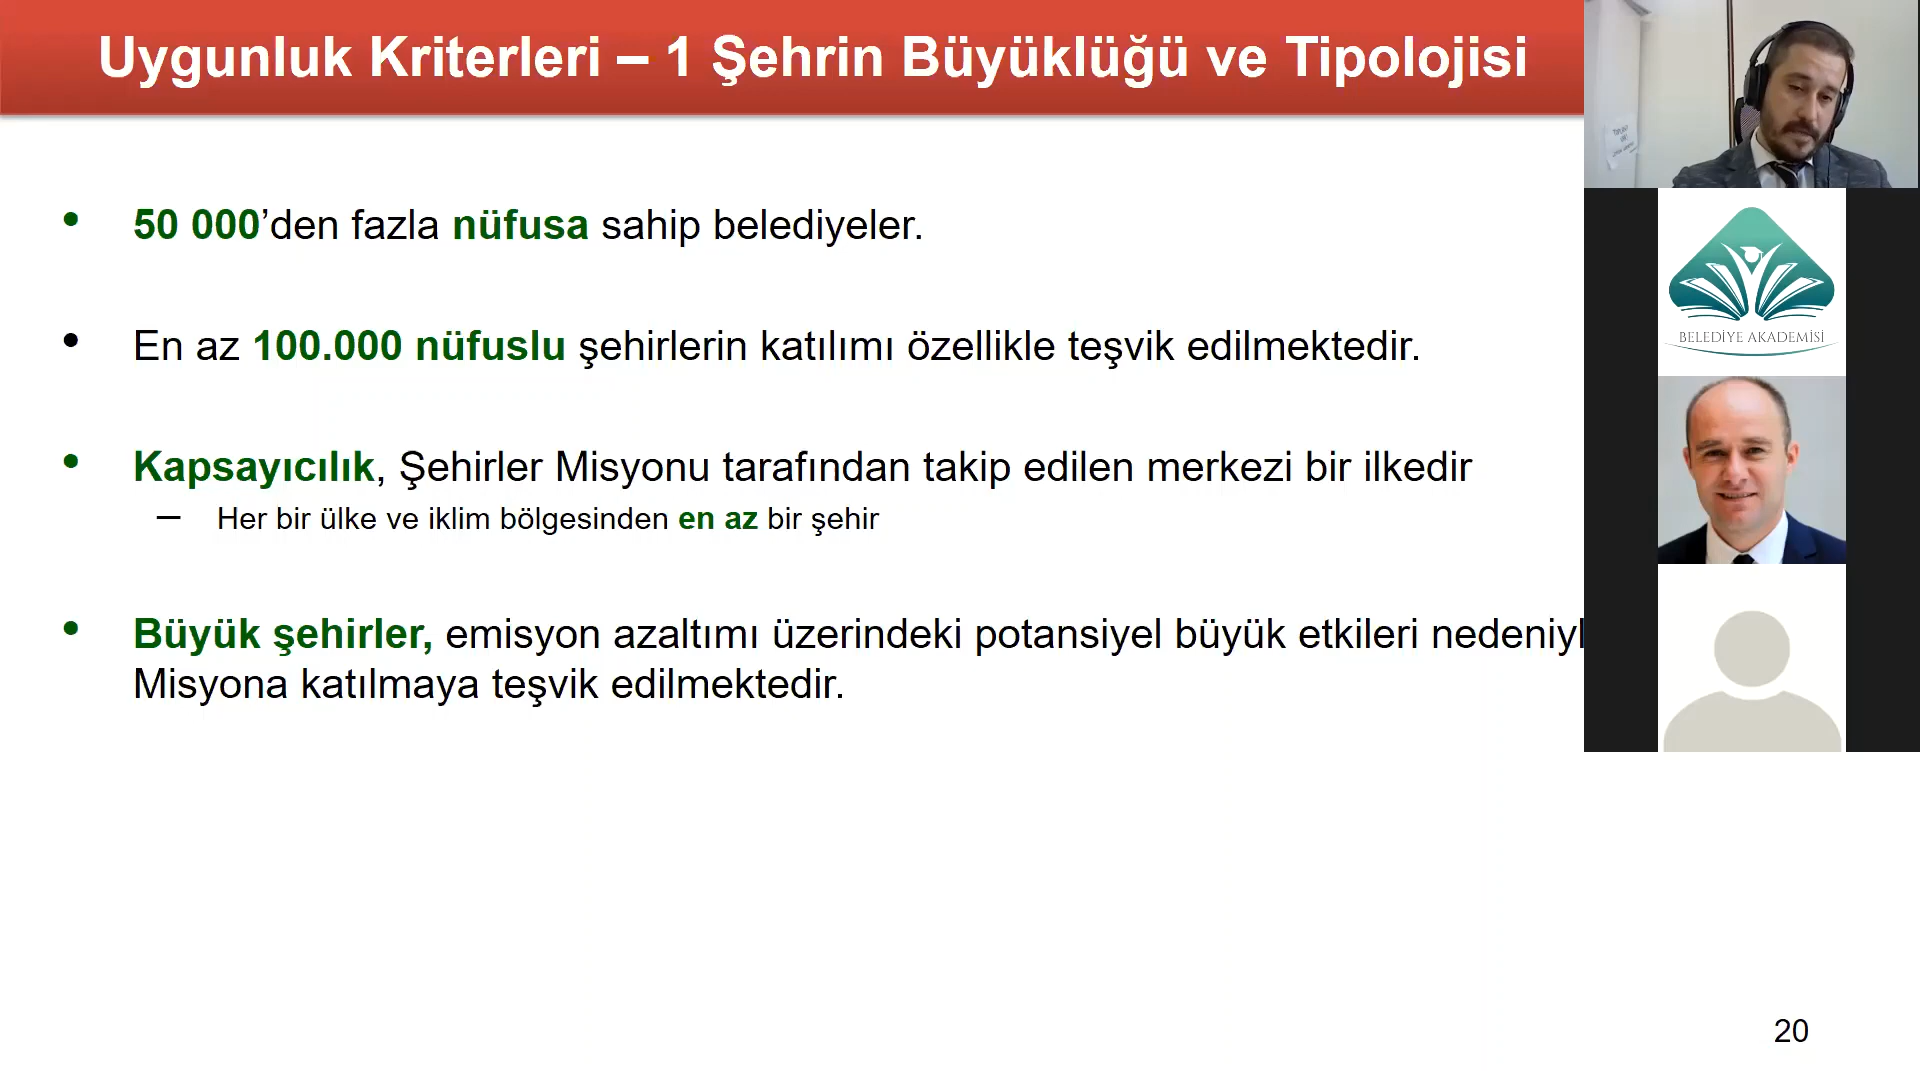 Uygunluk Kriterleri – 1 Şehrin Büyüklüğü ve Tipolojisi
• 50 000’den fazla nüfusa sahip belediyeler.
• En az 100.000 nüfuslu şehirlerin katılımı özellikle teşvik edilmektedir.
• Kapsayıcılık, Şehirler Misyonu tarafından takip edilen merkezi bir ilkedir
– Her bir ülke ve iklim bölgesinden en az bir şehir
• Büyük şehirler, emisyon azaltımı üzerindeki potansiyel büyük etkileri nedeniyl
Misyona katılmaya teşvik edilmektedir.
BELEDİYE AKADEMİSİ
20